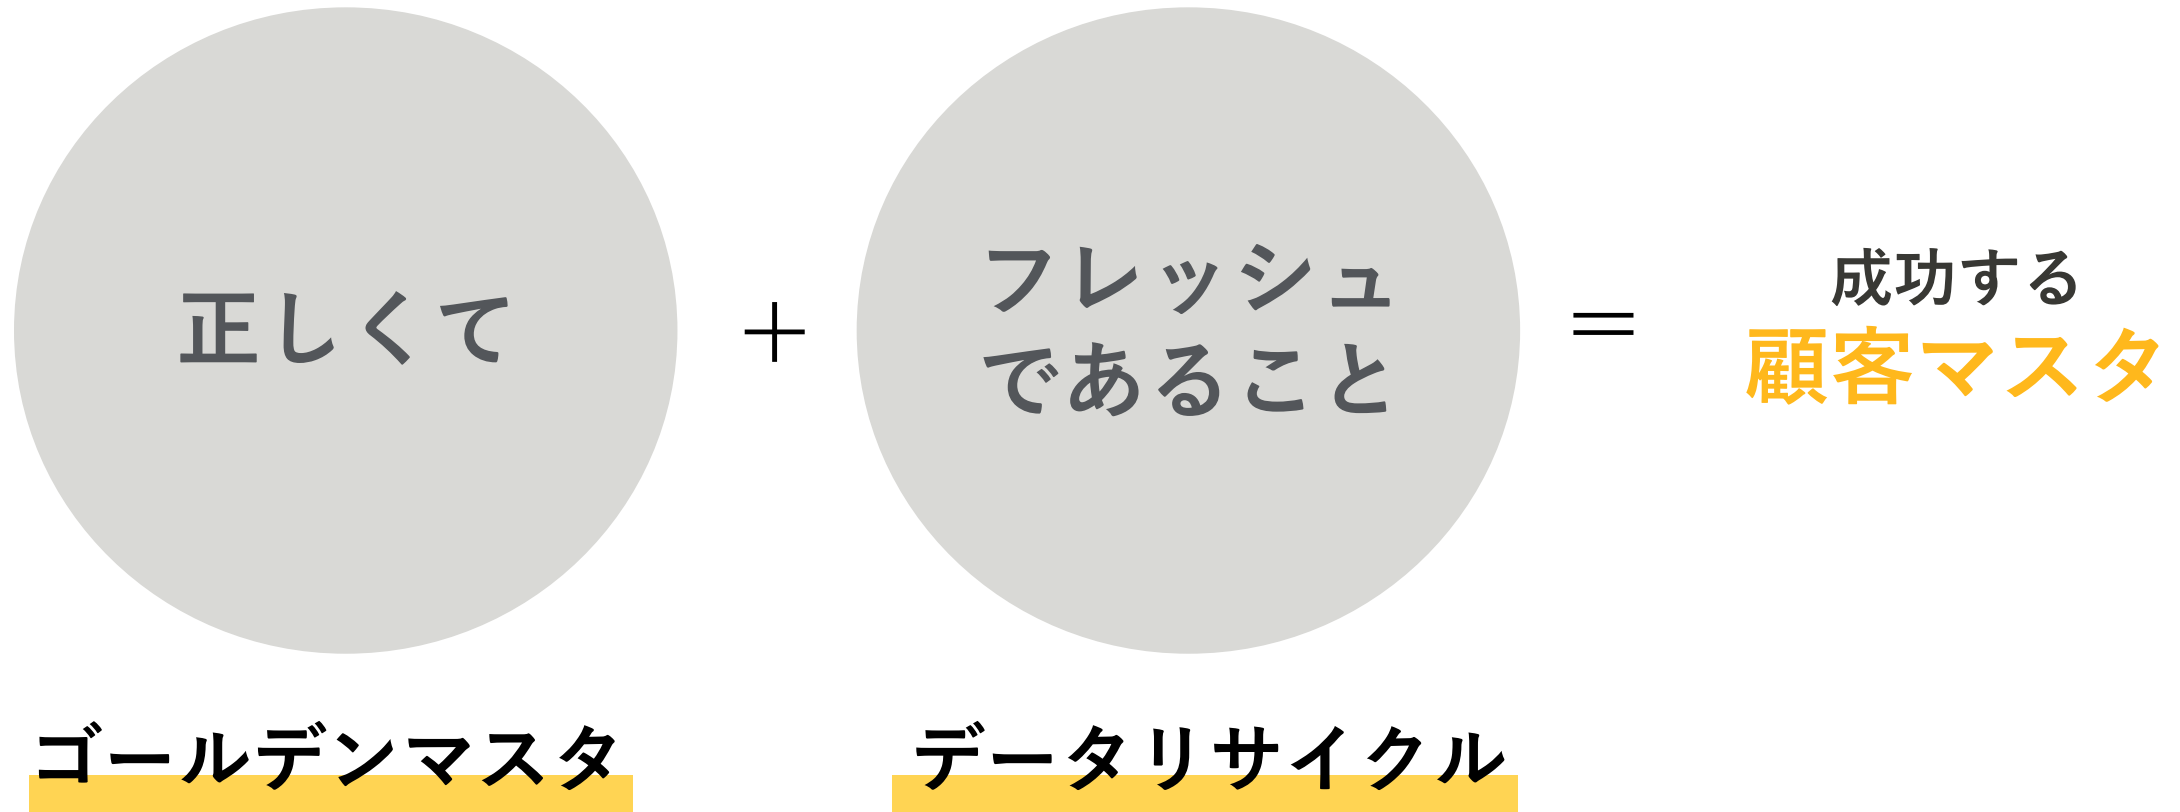 正しくて
+
フレッシュ
であること
=
成功する
顧客マスタ
ゴールデンマスタ
データリサイクル